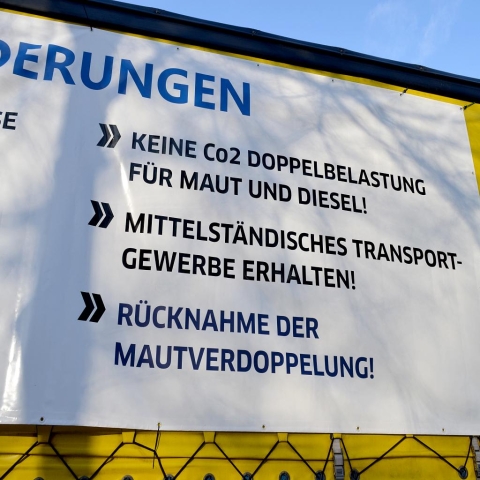 DERUNGEN
SE
KEINE Co2 DOPPELBELASTUNG
FÜR MAUT UND DIESEL!
MITTELSTÄNDISCHES TRANSPORT-
GEWERBE ERHALTEN!
RÜCKNAHME DER
MAUTVERDOPPELUNG!